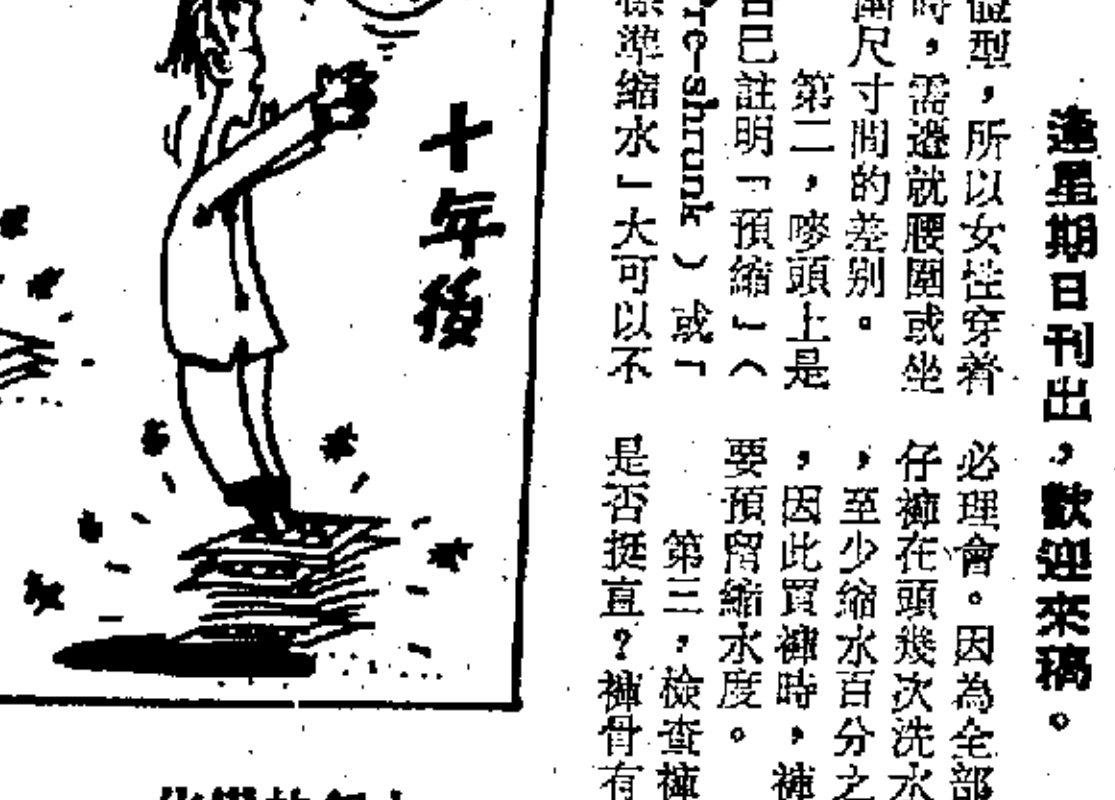 逢星期日刊出，歡迎來稿。
體型，所以女性穿着
時，需遷就腰圍或坐
圍尺寸間的差別。
第二，嘜頭上是
否已註明「預縮」（
pre-shrunk）或「
標準縮水」大可以不
必理會。因為全部
仔褲在頭幾次洗水
，至少縮水百分之
，因此買褲時，褲
要預留縮水度。
第三，檢查褲
是否挺直？褲骨有
十年後